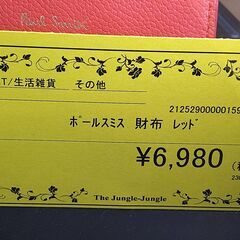 Paul Smith
T/生活雑貨 その他
2125290000159
ポールスミス 財布 レッド
¥6,980
The Jungle-Jungle